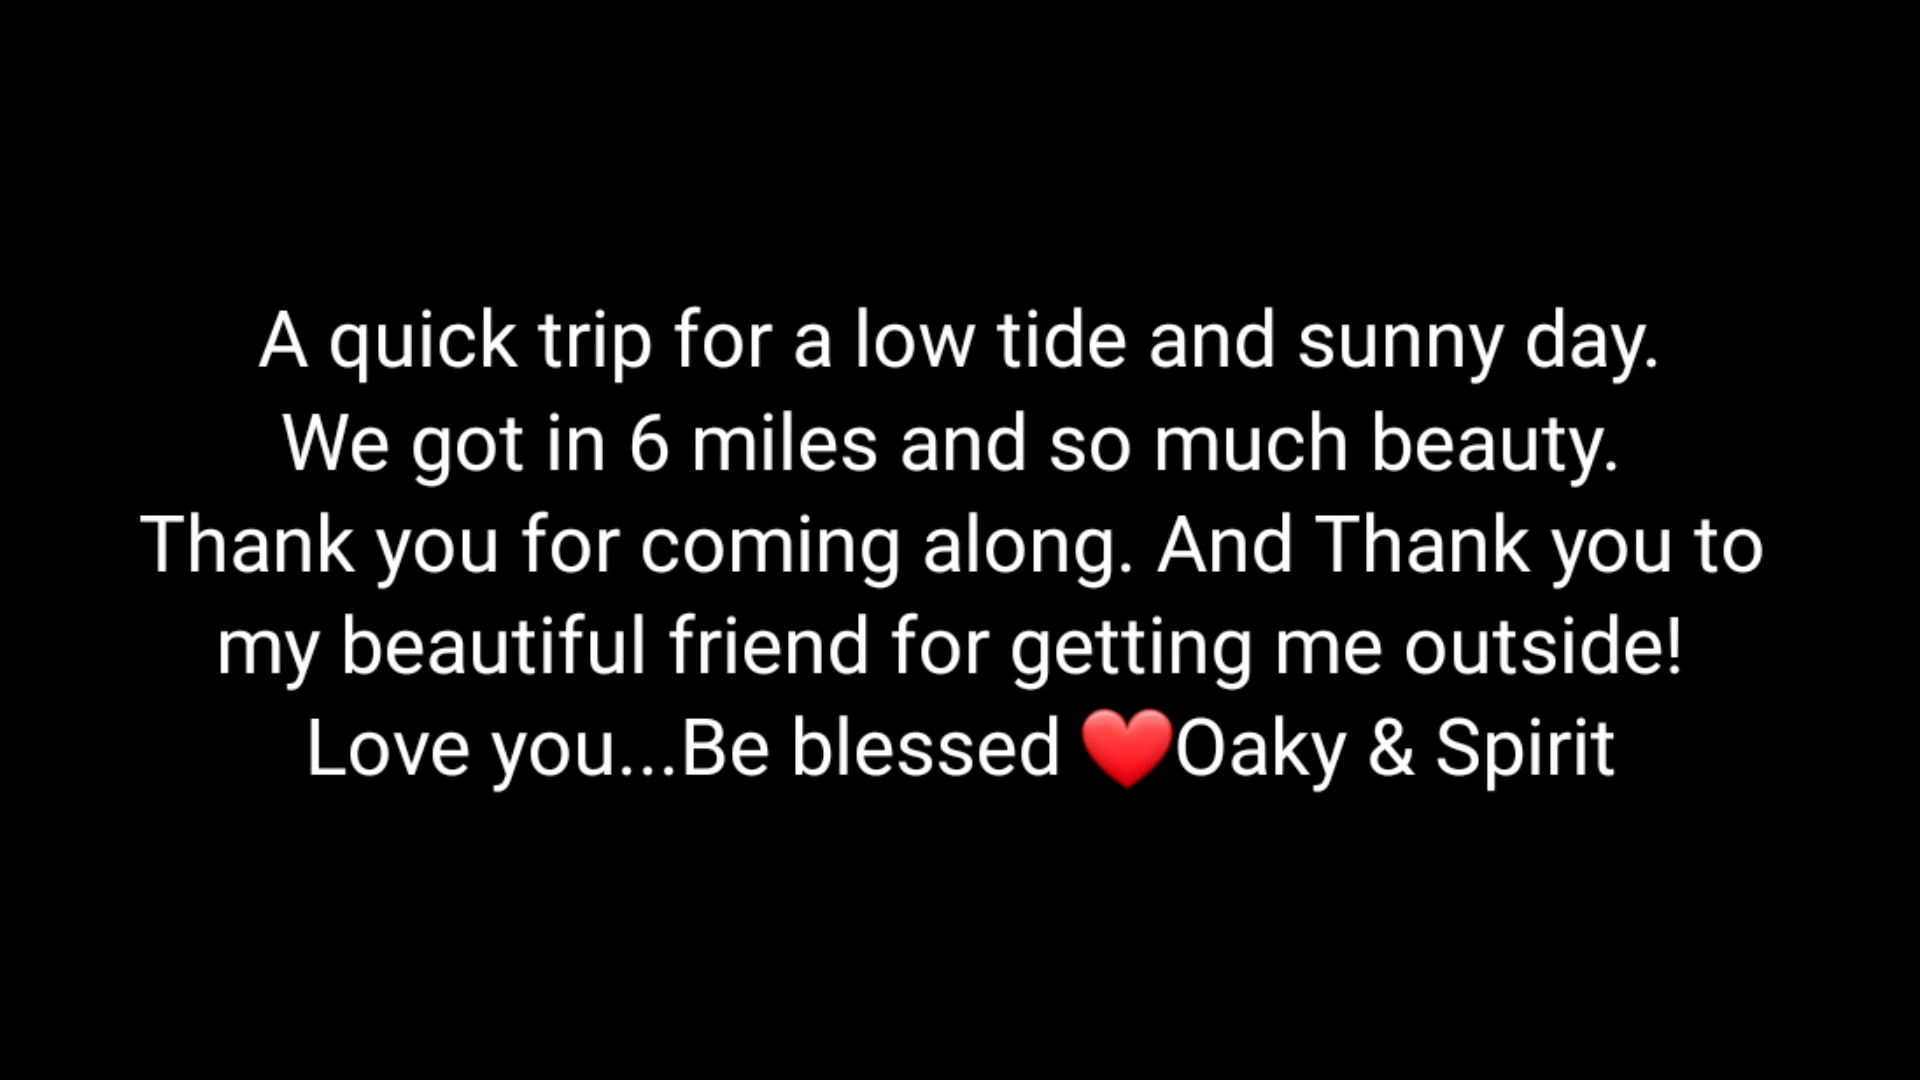 A quick trip for a low tide and sunny day.
We got in 6 miles and so much beauty.
Thank you for coming along. And Thank you to
my beautiful friend for getting me outside!
Love you...Be blessed ❤️Oaky & Spirit